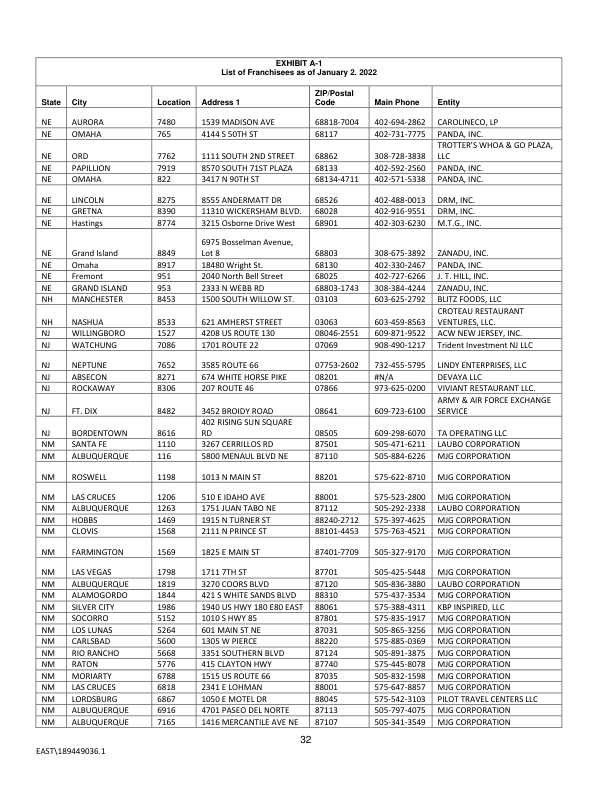 EXHIBIT A-1
List of Franchisees as of January 2. 2022
State City Location Address 1 ZIP/Postal Code Main Phone Entity
NE AURORA 7480 1539 MADISON AVE 68818-7004 402-694-2862 CAROLINECO, LP
NE OMAHA 765 4144 S 50TH ST 68117 402-731-7775 PANDA, INC.
NE ORD 7762 1111 SOUTH 2ND STREET 68862 308-728-3838 TROTTER'S WHOA & GO PLAZA, LLC
NE PAPILLION 7919 8570 SOUTH 71ST PLAZA 68133 402-592-2560 PANDA, INC.
NE OMAHA 822 3417 N 90TH ST 68134-4711 402-571-5338 PANDA, INC.
NE LINCOLN 8275 8555 ANDERMATT DR 68526 402-488-0013 DRM, INC.
NE GRETNA 8390 11310 WICKERSHAM BLVD. 68028 402-916-9551 DRM, INC.
NE Hastings 8774 3215 Osborne Drive West 68901 402-303-6230 M.T.G., INC.
NE Grand Island 8849 6975 Bosselman Avenue, Lot 8 68803 308-675-3892 ZANADU, INC.
NE Omaha 8917 18480 Wright St. 68130 402-330-2467 PANDA, INC.
NE Fremont 951 2040 North Bell Street 68025 402-727-6266 J. T. HILL, INC.
NE GRAND ISLAND 953 2333 N WEBB RD 68803-1743 308-384-4244 ZANADU, INC.
NH MANCHESTER 8453 1500 SOUTH WILLOW ST. 03103 603-625-2792 BLITZ FOODS, LLC
NH NASHUA 8533 621 AMHERST STREET 03063 603-459-8563 CROTEAU RESTAURANT VENTURES, LLC.
NJ WILLINGBORO 1527 4208 US ROUTE 130 08046-2551 609-871-9522 ACW NEW JERSEY, INC.
NJ WATCHUNG 7086 1701 ROUTE 22 07069 908-490-1217 Trident Investment NJ LLC
NJ NEPTUNE 7652 3585 ROUTE 66 07753-2602 732-455-5795 LINDY ENTERPRISES, LLC
NJ ABSECON 8271 674 WHITE HORSE PIKE 08201 #N/A DEVAYA LLC
NJ ROCKAWAY 8306 207 ROUTE 46 07866 973-625-0200 VIVIANT RESTAURANT LLC.
NJ FT. DIX 8482 3452 BROIDY ROAD 08641 609-723-6100 ARMY & AIR FORCE EXCHANGE SERVICE
NJ BORDENTOWN 8616 402 RISING SUN SQUARE RD 08505 609-298-6070 TA OPERATING LLC
NM SANTA FE 1110 3267 CERRILLOS RD 87501 505-471-6211 LAUBO CORPORATION
NM ALBUQUERQUE 116 5800 MENAUL BLVD NE 87110 505-884-6226 MJG CORPORATION
NM ROSWELL 1198 1013 N MAIN ST 88201 575-622-8710 MJG CORPORATION
NM LAS CRUCES 1206 510 E IDAHO AVE 88001 575-523-2800 MJG CORPORATION
NM ALBUQUERQUE 1263 1751 JUAN TABO NE 87112 505-292-2338 LAUBO CORPORATION
NM HOBBS 1469 1915 N TURNER ST 88240-2712 575-397-4625 MJG CORPORATION
NM CLOVIS 1568 2111 N PRINCE ST 88101-4453 575-763-4521 MJG CORPORATION
NM FARMINGTON 1569 1825 E MAIN ST 87401-7709 505-327-9170 MJG CORPORATION
NM LAS VEGAS 1798 1711 7TH ST 87701 505-425-5448 MJG CORPORATION
NM ALBUQUERQUE 1819 3270 COORS BLVD 87120 505-836-3880 LAUBO CORPORATION
NM ALAMOGORDO 1844 421 S WHITE SANDS BLVD 88310 575-437-3534 MJG CORPORATION
NM SILVER CITY 1986 1940 US HWY 180 E80 EAST 88061 575-388-4311 KBP INSPIRED, LLC
NM SOCORRO 5152 1010 S HWY 85 87801 575-835-1917 MJG CORPORATION
NM LOS LUNAS 5264 601 MAIN ST NE 87031 505-865-3256 MJG CORPORATION
NM CARLSBAD 5600 1305 W PIERCE 88220 575-885-0369 MJG CORPORATION
NM RIO RANCHO 5668 3351 SOUTHERN BLVD 87124 505-891-3875 MJG CORPORATION
NM RATON 5776 415 CLAYTON HWY 87740 575-445-8078 MJG CORPORATION
NM MORIARTY 6788 1515 US ROUTE 66 87035 505-832-1598 MJG CORPORATION
NM LAS CRUCES 6818 2341 E LOHMAN 88001 575-647-8857 MJG CORPORATION
NM LORDSBURG 6867 1050 E MOTEL DR 88045 575-542-3103 PILOT TRAVEL CENTERS LLC
NM ALBUQUERQUE 6916 4701 PASEO DEL NORTE 87113 505-797-4075 MJG CORPORATION
NM ALBUQUERQUE 7165 1416 MERCANTILE AVE NE 87107 505-341-3549 MJG CORPORATION
32
EAST\189449036.1